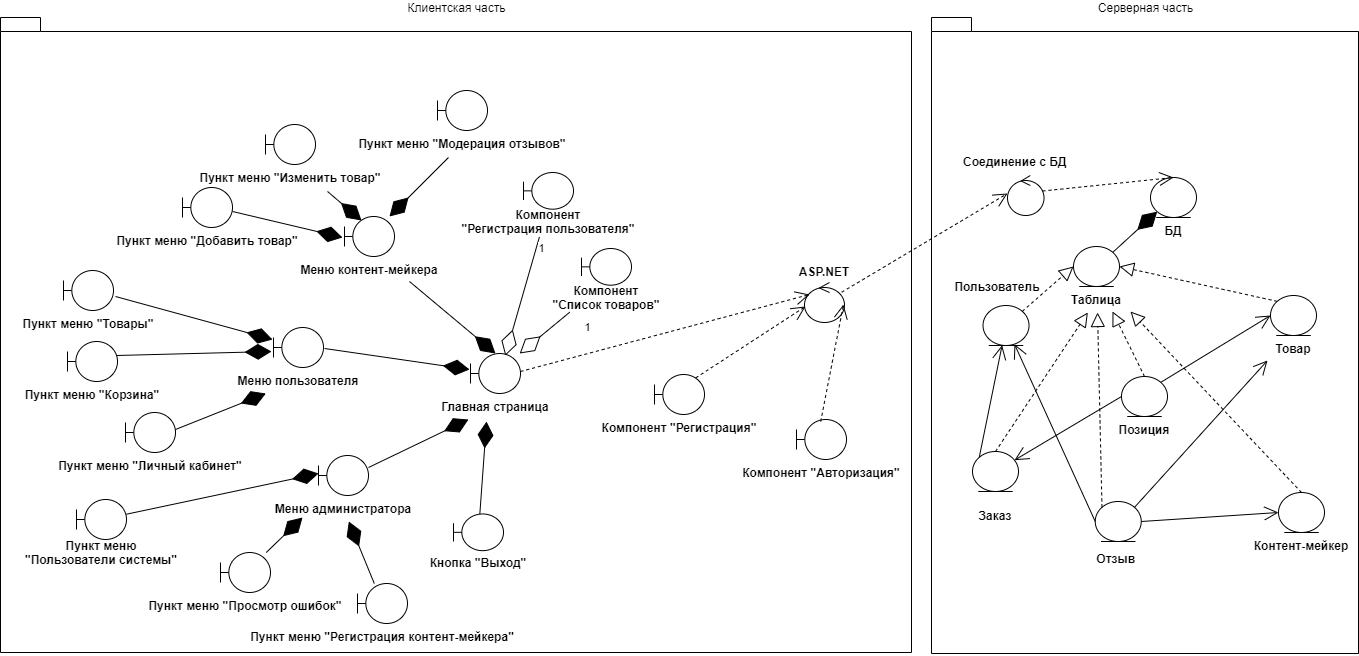 Клиентская часть
Серверная часть
Пункт меню "Модерация отзывов"
Пункт меню "Изменить товар"
Пункт меню "Добавить товар"
Меню контент-мейкера
Компонент
"Регистрация пользователя"
1
Компонент
"Список товаров"
1
Пункт меню "Товары"
Пункт меню "Корзина"
Меню пользователя
Пункт меню "Личный кабинет"
Главная страница
ASP.NET
Компонент "Регистрация"
Компонент "Авторизация"
Меню администратора
Пункт меню
"Пользователи системы"
Кнопка "Выход"
Пункт меню "Просмотр ошибок"
Пункт меню "Регистрация контент-мейкера"
Соединение с БД
БД
Пользователь
Таблица
Товар
Позиция
Заказ
Отзыв
Контент-мейкер